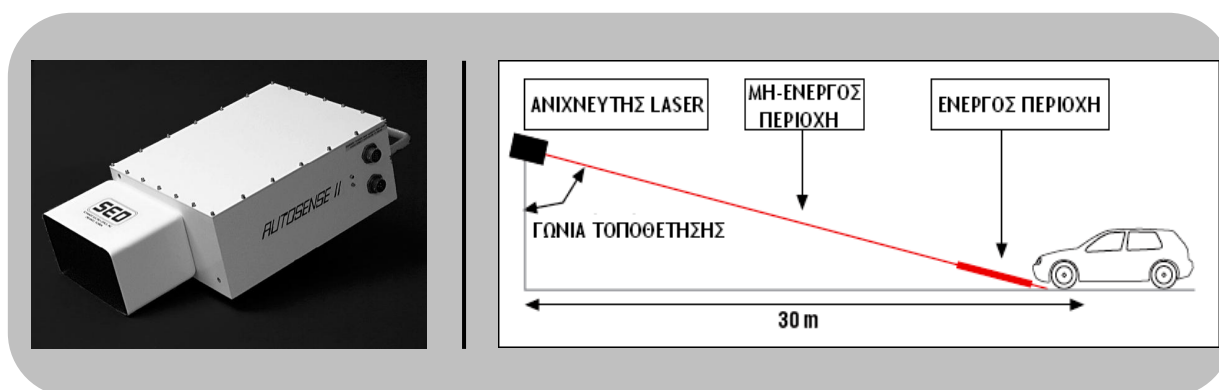 SEO
AUTOSENSE II
ΑΝΙΧΝΕΥΤΗΣ LASER
ΜΗ-ΕΝΕΡΓΟΣ
ΠΕΡΙΟΧΗ
ΕΝΕΡΓΟΣ ΠΕΡΙΟΧΗ
ΓΩΝΙΑ ΤΟΠΟΘΕΤΗΣΗΣ
30 m